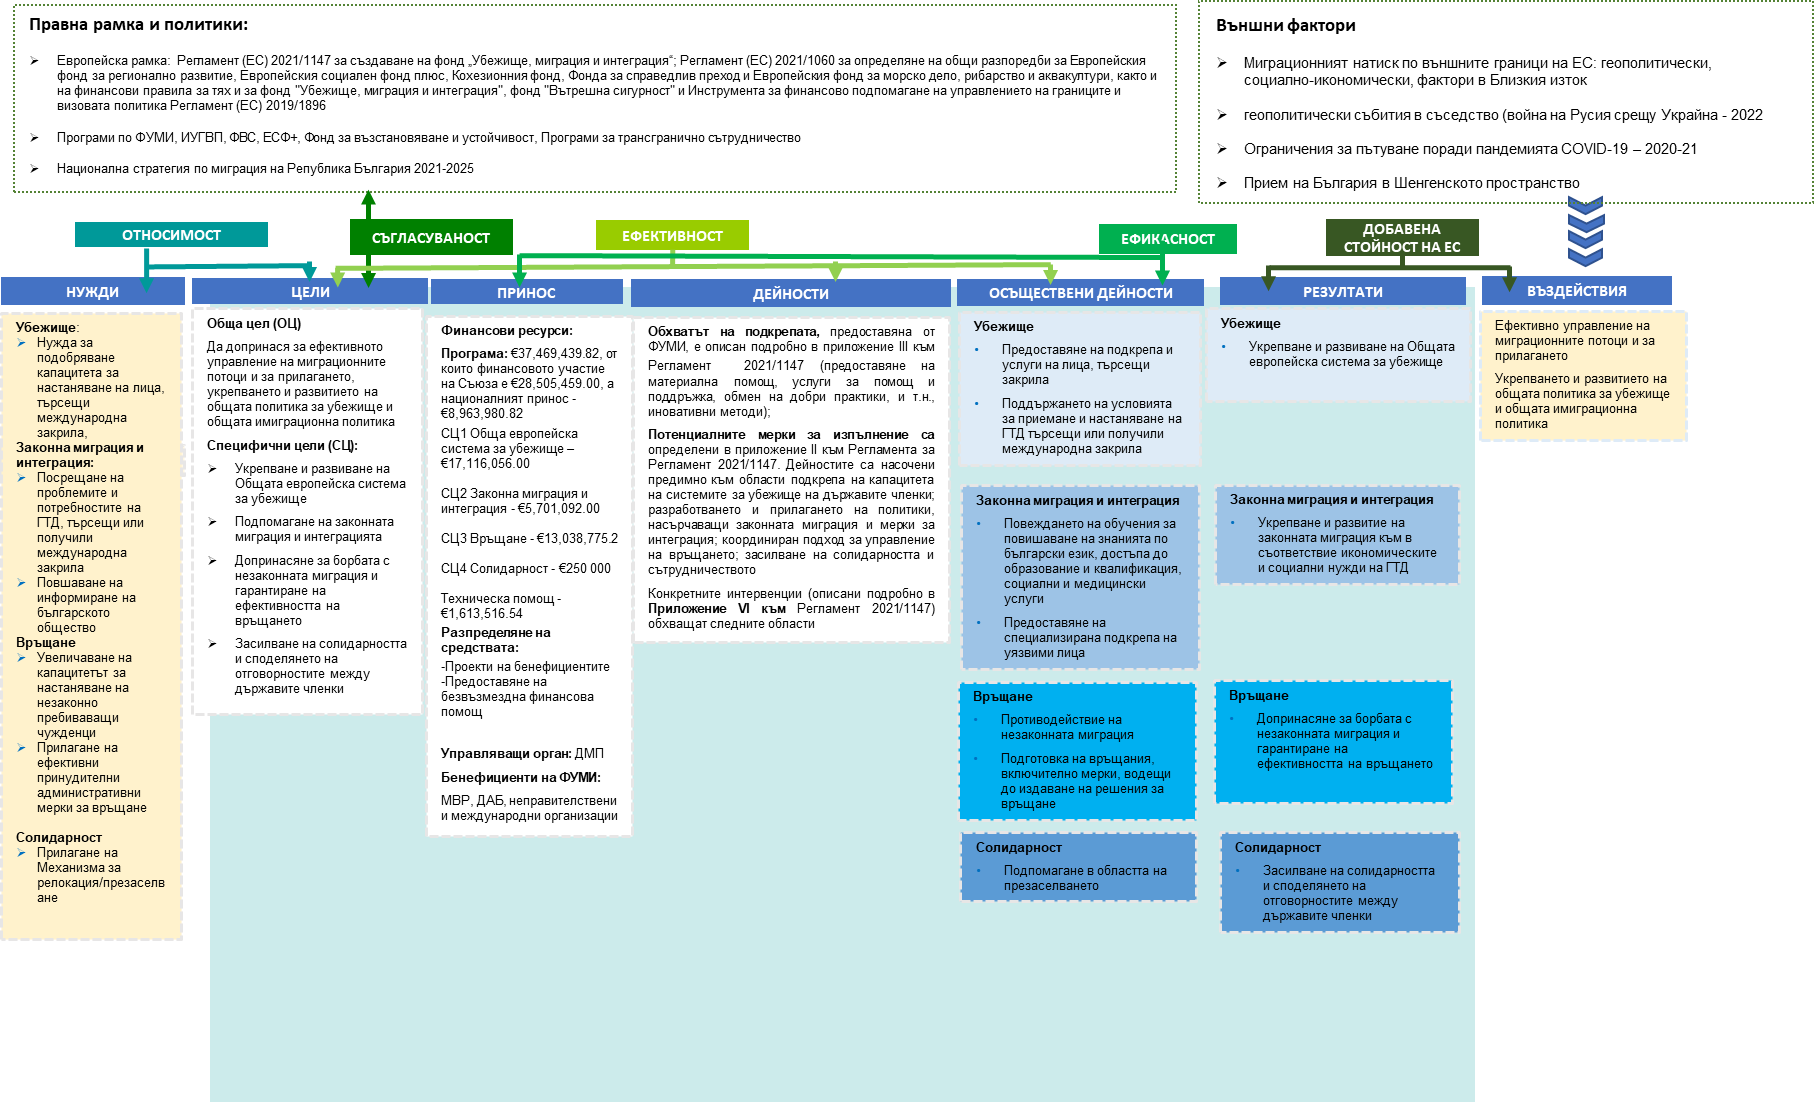 Правна рамка и политики:
Европейска рамка: Регламент (ЕС) 2021/1147 за създаване на фонд „Убежище, миграция и интеграция“; Регламент (ЕС) 2021/1060 за определяне на общи разпоредби за Европейския
фонд за регионално развитие, Европейския социален фонд плюс, Кохезионния фонд, Фонда за справедлив преход и Европейския фонд за морско дело, рибарство и аквакултури, както и
на финансови правила за тях и за фонд "Убежище, миграция и интеграция", фонд "Вътрешна сигурност" и Инструмента за финансово подпомагане на управлението на границите и
визовата политика Регламент (ЕС) 2019/1896
Програми по ФУМИ, ИУГВП, ФВС, ЕСФ+, Фонд за възстановяване и устойчивост, Програми за трансгранично сътрудничество
Национална стратегия по миграция на Република България 2021-2025
Външни фактори
Миграционният натиск по външните граници на ЕС: геополитически,
социално-икономически, фактори в Близкия изток
геополитически събития в съседство (война на Русия срещу Украйна - 2022
Ограничения за пътуване поради пандемията COVID-19 – 2020-21
Прием на България в Шенгенското пространство
ОТНОСИМОСТ
СЪГЛАСУВАНОСТ
ЕФЕКТИВНОСТ
ЕФИКАСНОСТ
ДОБАВЕНА
СТОЙНОСТ НА ЕС
НУЖДИ
Убежище:
Нужда за
подобряване
капацитета за
настаняване на лица,
търсещи
международна
закрила,
Законна миграция и
интеграция:
Посрещане на
проблемите и
потребностите на
ГТД, търсещи или
получили
международна
закрила
Повшаване на
информиране на
българското
общество
Връщане
Увеличаване на
капацитетът за
настаняване на
незаконно
пребиваващи
чужденци
Прилагане на
ефективни
принудителни
административни
мерки за връщане
Солидарност
Прилагане на
Механизма за
релокация/презаселв
ане
ЦЕЛИ
Обща цел (ОЦ)
Да допринася за ефективното
управление на миграционните
потоци и за прилагането,
укрепването и развитието на
общата политика за убежище и
общата имиграционна политика
Специфични цели (СЦ):
Укрепване и развиване на
Общата европейска система
за убежище
Подпомагане на законната
миграция и интеграцията
Допринасяне за борбата с
незаконната миграция и
гарантиране на
ефективността на
връщането
Засилване на солидарността
и споделянето на
отговорностите между
държавите членки
ПРИНОС
Финансови ресурси:
Програма: €37,469,439.82, от
които финансовото участие
на Съюза е €28,505,459.00, а
националният принос -
€8,963,980.82
СЦ1 Обща европейска
система за убежище –
€17,116,056.00
СЦ2 Законна миграция и
интеграция - €5,701,092.00
СЦ3 Връщане - €13,038,775.2
СЦ4 Солидарност - €250 000
Техническа помощ -
€1,613,516.54
Разпределяне на
средствата:
-Проекти на бенефициентите
-Предоставяне на
безвъзмездна финансова
помощ
Управляващи орган: ДМП
Бенефициенти на ФУМИ:
МВР, ДАБ, неправителствени
и международни организации
ДЕЙНОСТИ
Обхватът на подкрепата, предоставяна от
ФУМИ, е описан подробно в приложение III към
Регламент 2021/1147 (предоставяне на
материална помощ, услуги за помощ и
поддръжка, обмен на добри практики, и т.н.,
иновативни методи);
Потенциалните мерки за изпълнение са
определени в приложение II към Регламента за
Регламент 2021/1147. Дейностите са насочени
предимно към области подкрепа на капацитета
на системите за убежище на държавите членки;
разработването и прилагането на политики,
насърчаващи законната миграция и мерки за
интеграция; координиран подход за управление
на връщането; засилване на солидарността и
сътрудничеството
Конкретните интервенции (описани подробно в
Приложение VI към Регламент 2021/1147)
обхващат следните области
ОСЪЩЕСТВЕНИ ДЕЙНОСТИ
Убежище
Предоставяне на подкрепа и
услуги на лица, търсещи
закрила
Поддържането на условията
за приемане и настаняване на
ГТД търсещи или получили
международна закрила
Законна миграция и интеграция
Повеждането на обучения за
повишаване на знанията по
български език, достъпа до
образование и квалификация,
социални и медицински
услуги
Предоставяне на
специализирана подкрепа на
уязвими лица
Връщане
Противодействие на
незаконната миграция
Подготовка на връщания,
включително мерки, водещи
до издаване на решения за
връщане
Солидарност
Подпомагане в областта на
презаселването
РЕЗУЛТАТИ
Убежище
Укрепване и развиване на Общата
европейска система за убежище
Законна миграция и интеграция
Укрепване и развитие на
законната миграция към в
съответствие икономическите
и социални нужди на ГТД
Връщане
Допринасяне за борбата с
незаконната миграция и
гарантиране на
ефективността на връщането
Солидарност
Засилване на солидарността
и споделянето на
отговорностите между
държавите членки
ВЪЗДЕЙСТВИЯ
Ефективно управление на
миграционните потоци и за
прилагането
Укрепването и развитието на
общата политика за убежище
и общата имиграционна
политика